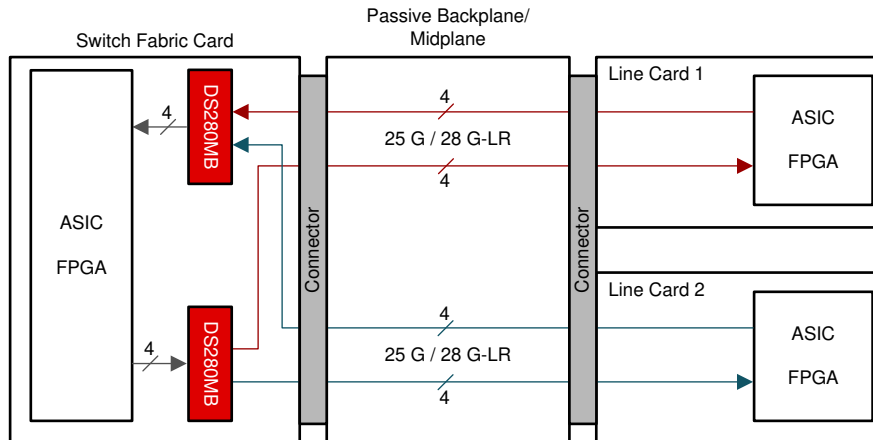 Passive Backplane/
Midplane
Switch Fabric Card
Line Card 1
DS280MB
4
4
ASIC
FPGA
25 G / 28 G-LR
4
ASIC
FPGA
Connector
Connector
Line Card 2
4
4
DS280MB
25 G / 28 G-LR
4
ASIC
FPGA